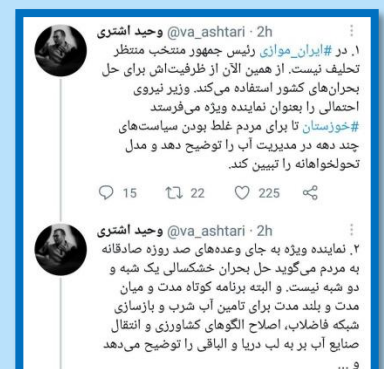 وحید اشتری @va_ashtari · 2h
۱. در #ایران_موازی رئیس جمهور منتخب منتظر
تحلیف نیست. از همین الآن از ظرفیت‌اش برای حل
بحران‌های کشور استفاده می‌کند. وزیر نیروی
احتمالی را بعنوان نماینده ویژه می‌فرستد
#خوزستان تا برای مردم غلط بودن سیاست‌های
چند دهه در مدیریت آب را توضیح دهد و مدل
تحولخواهانه را تبیین کند.
15 22 225
وحید اشتری @va_ashtari · 2h
۲. نماینده ویژه به جای وعده‌های صد روزه صادقانه
به مردم می‌گوید حل بحران خشکسالی یک شبه و
دو شبه نیست. و البته برنامه کوتاه مدت و میان
مدت و بلند مدت برای تامین آب شرب و بازسازی
شبکه فاضلاب، اصلاح الگوهای کشاورزی و انتقال
صنایع آب بر به لب دریا و الباقی را توضیح می‌دهد
و ...